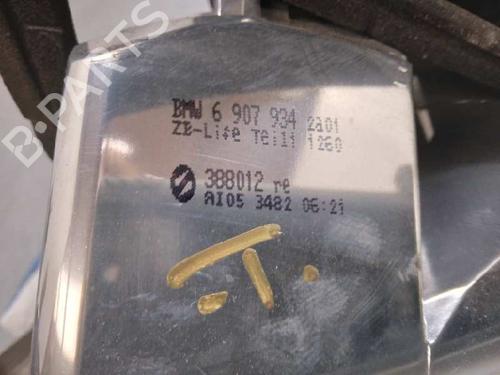 B-PARTS
BMW 6 907 934 2a01
ZB-Life Teil1 1260
388012 re
AI05 3482 06:21
.T.